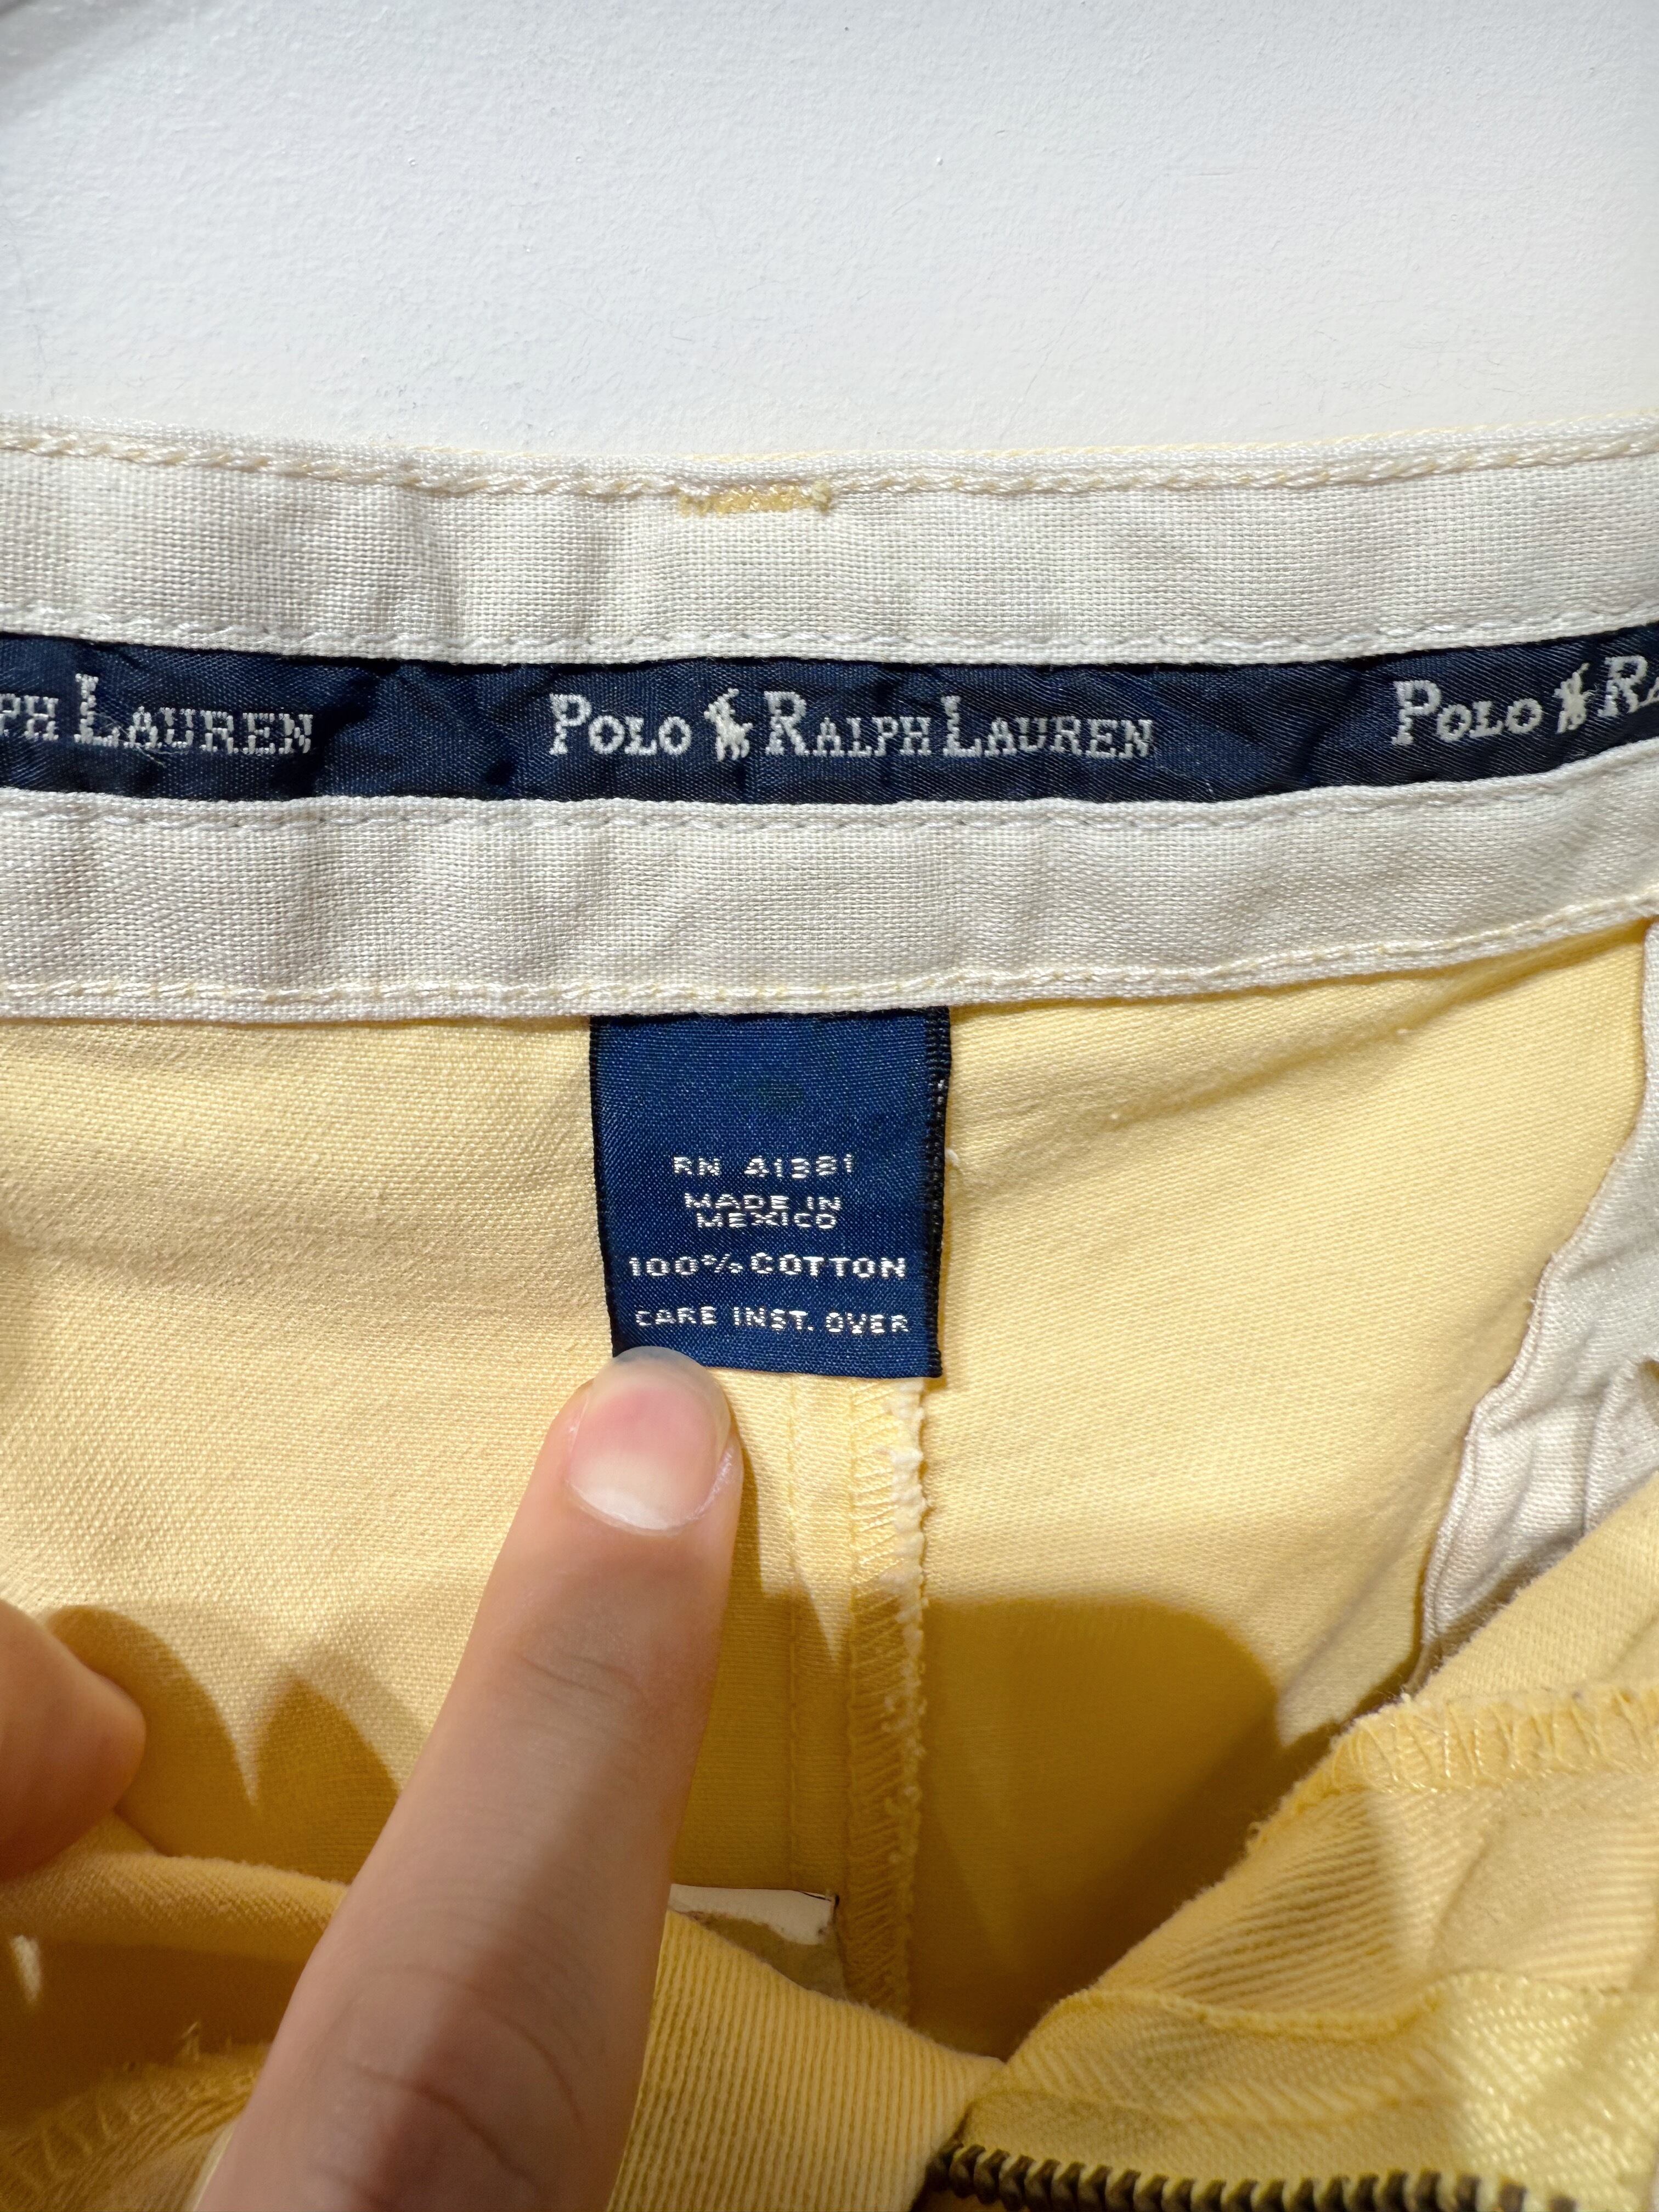 PH LAUREN POLO RALPH LAUREN POLO RA
RN 41381
MADE IN
MEXICO
100% COTTON
CARE INST. OVER